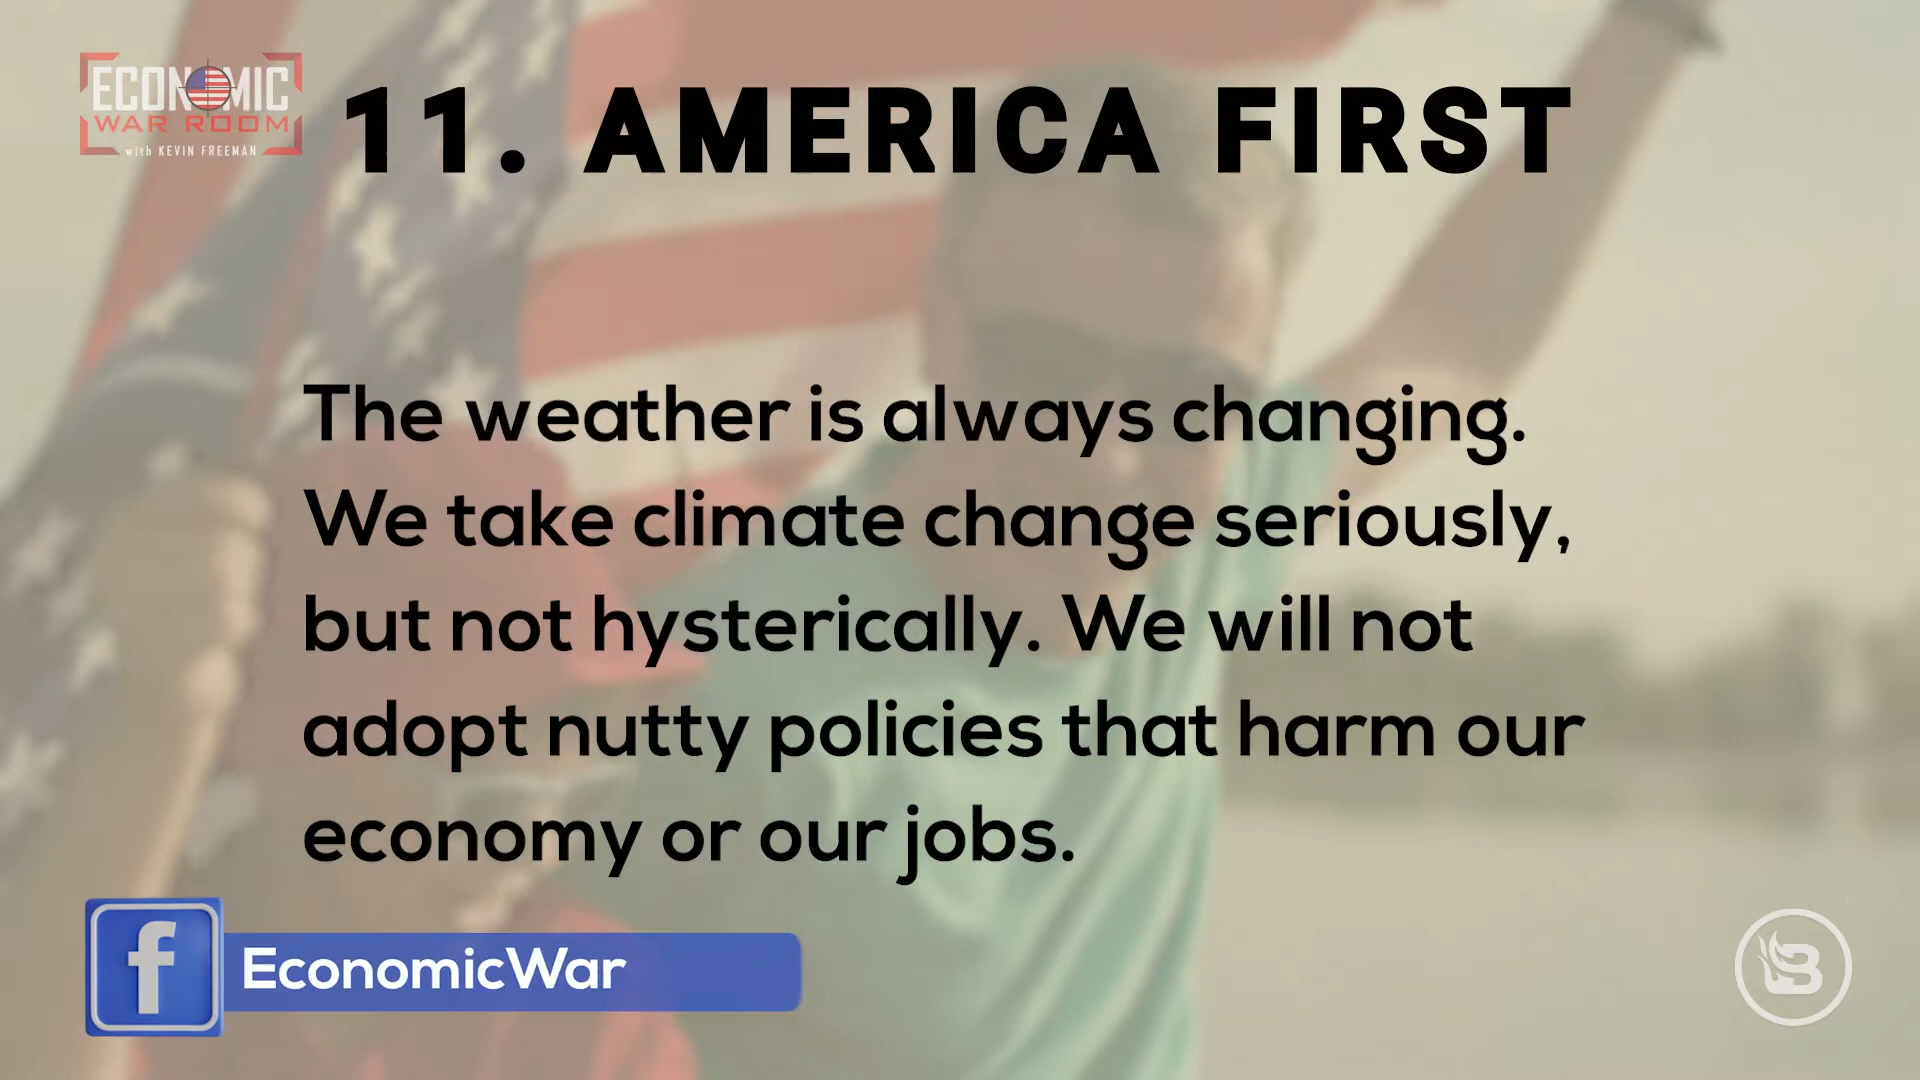 ECONOMIC
WAR ROOM
with KEVIN FREEMAN
11. AMERICA FIRST
The weather is always changing.
We take climate change seriously,
but not hysterically. We will not
adopt nutty policies that harm our
economy or our jobs.
f
EconomicWar
B